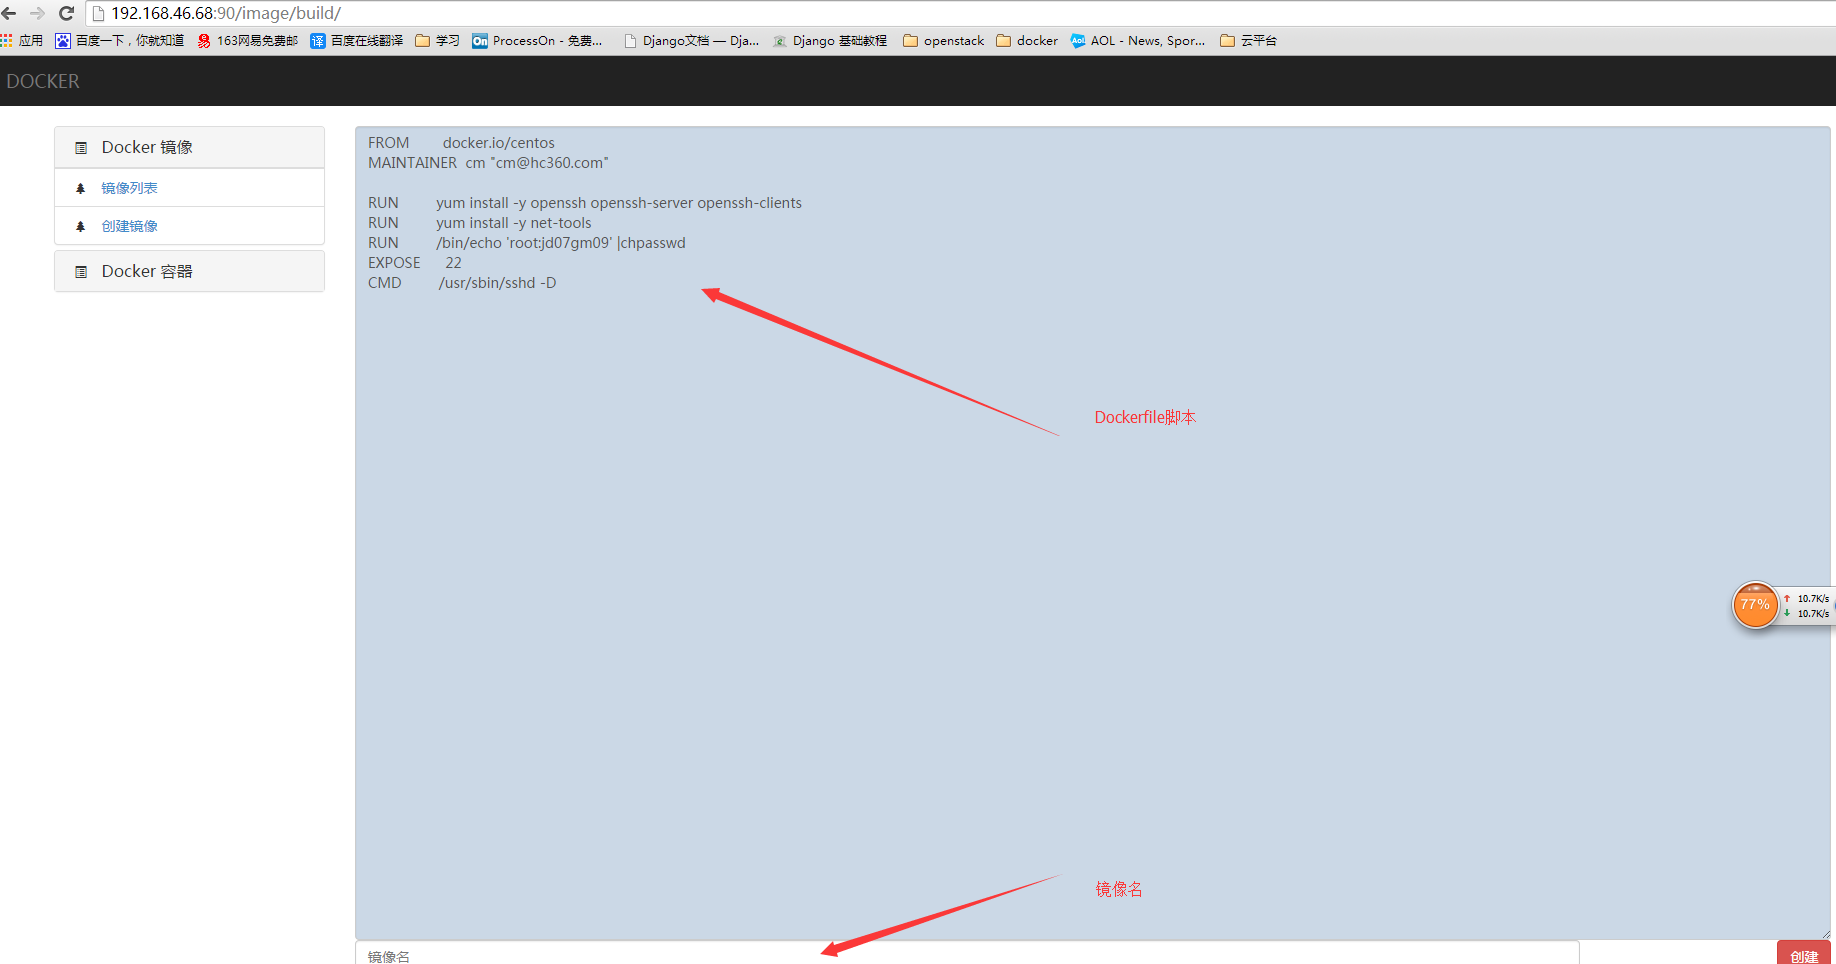 192.168.46.68:90/image/build/
应用 百度一下，你就知道 163网易免费邮 译 百度在线翻译 学习 On ProcessOn - 免费... Django文档 — Dja... Django 基础教程 openstack docker Aol AOL - News, Spor... 云平台
DOCKER
Docker 镜像
镜像列表
创建镜像
Docker 容器
FROM docker.io/centos
MAINTAINER cm "cm@hc360.com"
RUN yum install -y openssh openssh-server openssh-clients
RUN yum install -y net-tools
RUN /bin/echo 'root:jd07gm09' |chpasswd
EXPOSE 22
CMD /usr/sbin/sshd -D
Dockerfile脚本
77%
10.7K/s
10.7K/s
镜像名
镜像名
创建